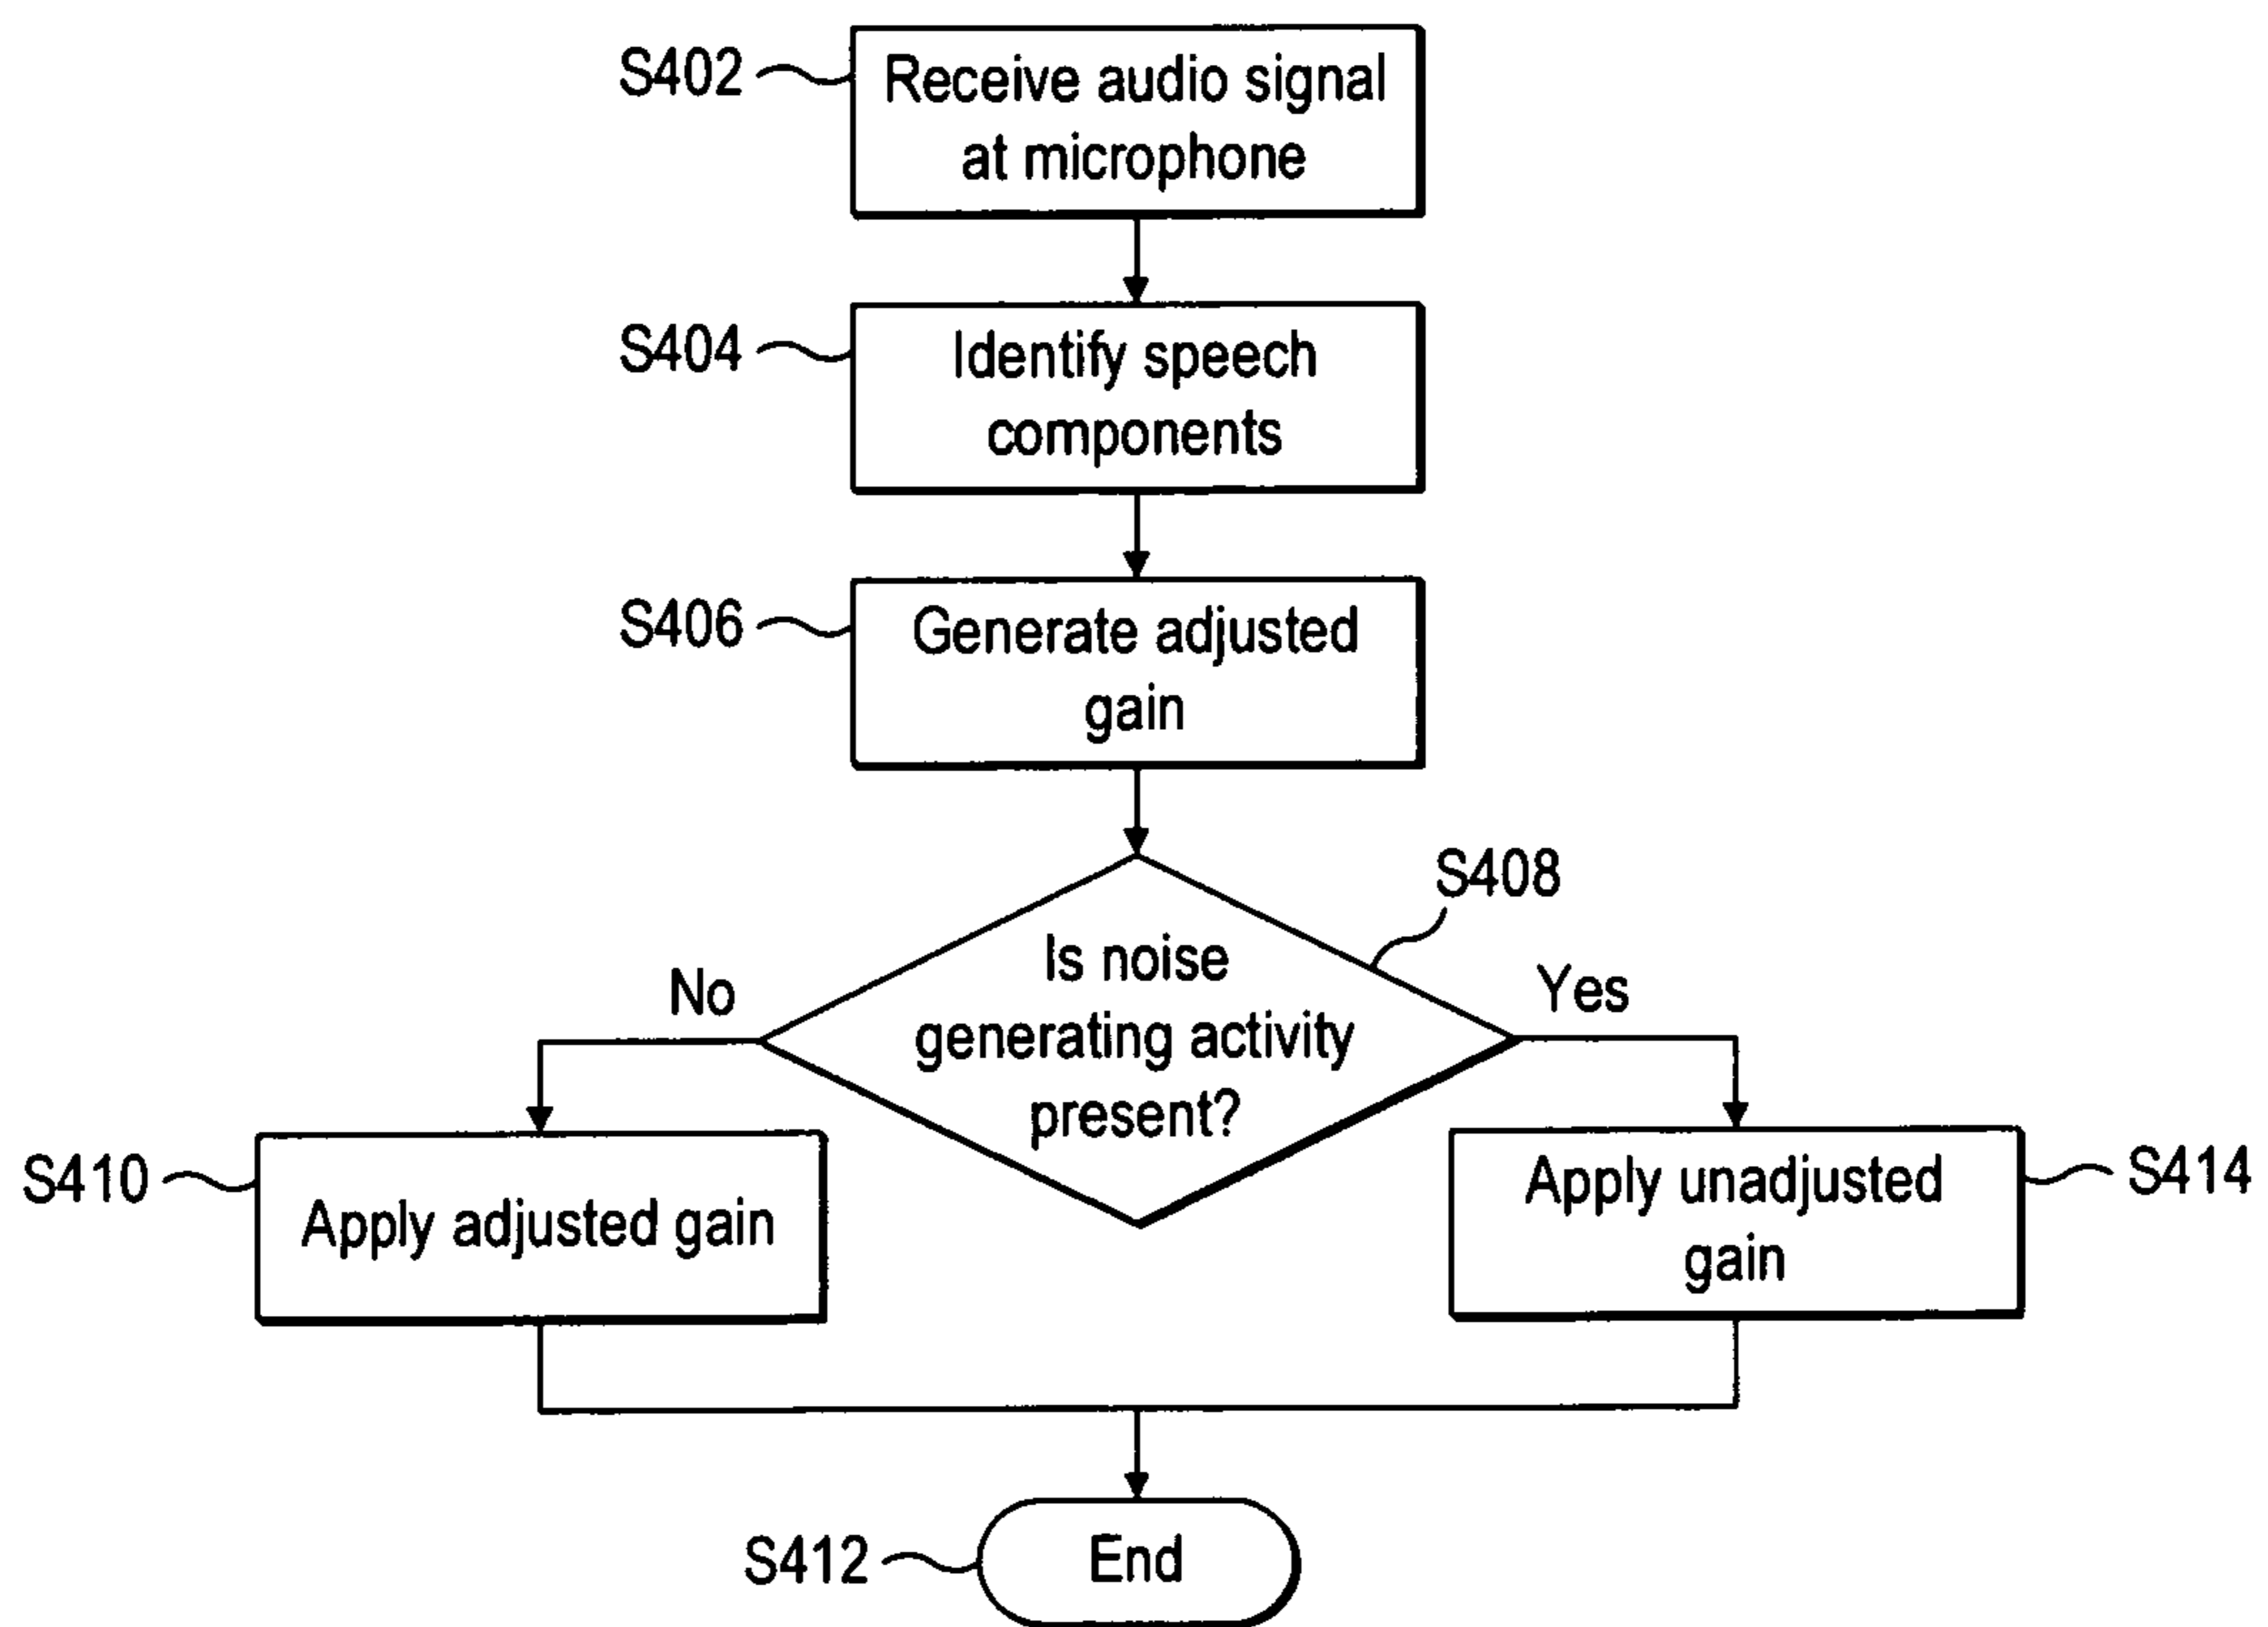 S402
Receive audio signal
at microphone
S404
Identify speech
components
S406
Generate adjusted
gain
S408
Is noise
generating activity
present?
No
Yes
S410
Apply adjusted gain
Apply unadjusted
gain
S414
S412
End